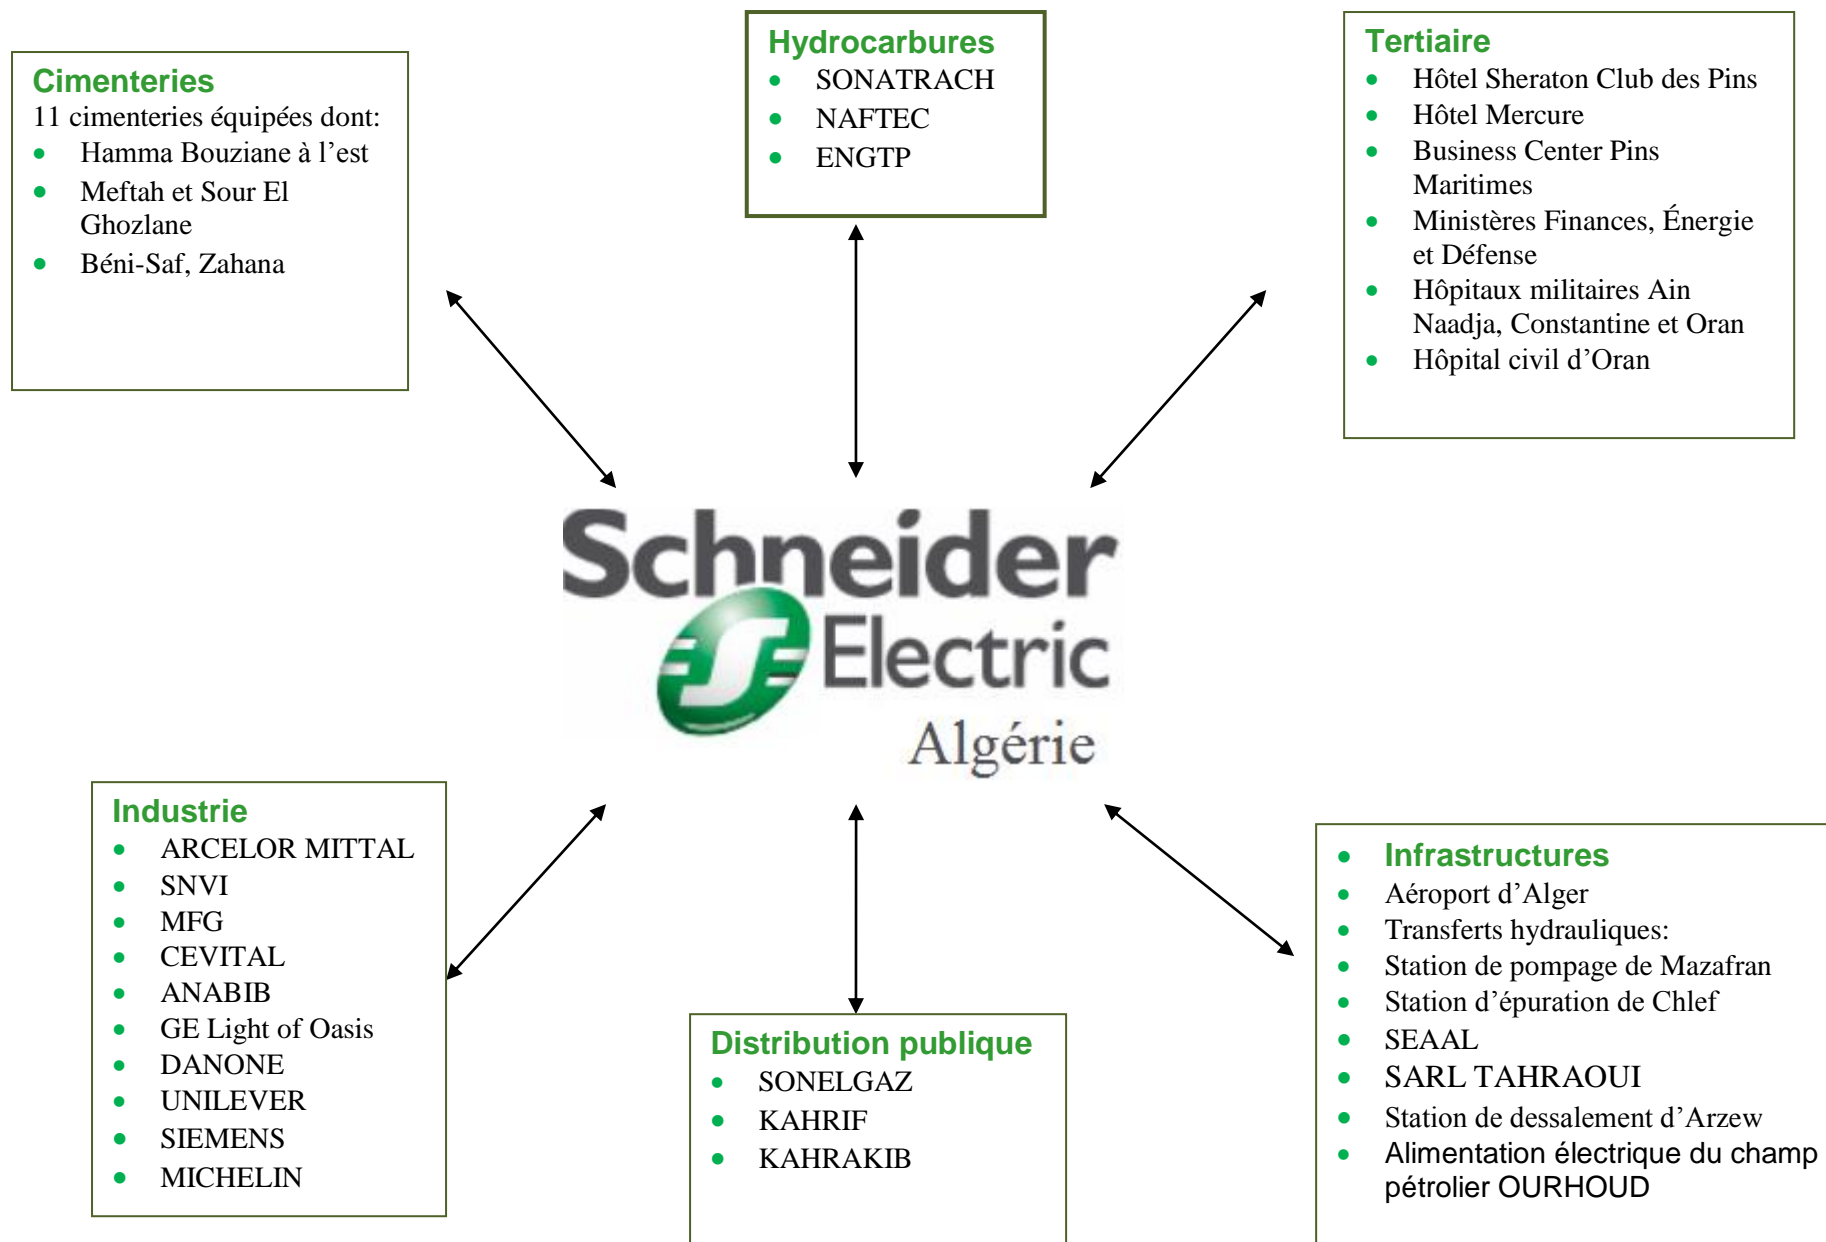 Cimenteries
11 cimenteries équipées dont:
• Hamma Bouziane à l’est
• Meftah et Sour El
Ghozlane
• Béni-Saf, Zahana
Hydrocarbures
• SONATRACH
• NAFTEC
• ENGTP
Tertiaire
• Hôtel Sheraton Club des Pins
• Hôtel Mercure
• Business Center Pins
Maritimes
• Ministères Finances, Énergie
et Défense
• Hôpitaux militaires Ain
Naadja, Constantine et Oran
• Hôpital civil d’Oran
Schneider
Electric
Algérie
Industrie
• ARCELOR MITTAL
• SNVI
• MFG
• CEVITAL
• ANABIB
• GE Light of Oasis
• DANONE
• UNILEVER
• SIEMENS
• MICHELIN
Distribution publique
• SONELGAZ
• KAHRIF
• KAHRAKIB
• Infrastructures
• Aéroport d’Alger
• Transferts hydrauliques:
• Station de pompage de Mazafran
• Station d’épuration de Chlef
• SEAAL
• SARL TAHRAOUI
• Station de dessalement d’Arzew
• Alimentation électrique du champ
pétrolier OURHOUD